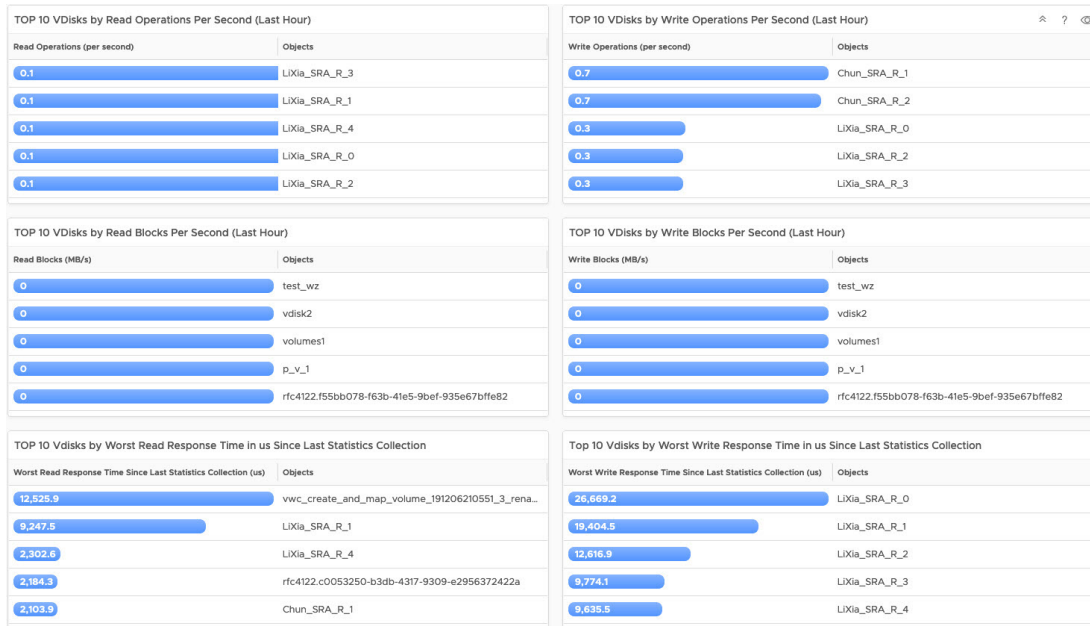 TOP 10 VDisks by Read Operations Per Second (Last Hour)
Read Operations (per second) Objects
0.1 LiXia_SRA_R_3
0.1 LiXia_SRA_R_1
0.1 LiXia_SRA_R_4
0.1 LiXia_SRA_R_0
0.1 LiXia_SRA_R_2
TOP 10 VDisks by Write Operations Per Second (Last Hour) ?
Write Operations (per second) Objects
0.7 Chun_SRA_R_1
0.7 Chun_SRA_R_2
0.3 LiXia_SRA_R_0
0.3 LiXia_SRA_R_2
0.3 LiXia_SRA_R_3
TOP 10 VDisks by Read Blocks Per Second (Last Hour)
Read Blocks (MB/s) Objects
0 test_wz
0 vdisk2
0 volumes1
0 p_v_1
0 rfc4122.f55bb078-f63b-41e5-9bef-935e67bffe82
TOP 10 VDisks by Write Blocks Per Second (Last Hour)
Write Blocks (MB/s) Objects
0 test_wz
0 vdisk2
0 volumes1
0 p_v_1
0 rfc4122.f55bb078-f63b-41e5-9bef-935e67bffe82
TOP 10 Vdisks by Worst Read Response Time in us Since Last Statistics Collection
Worst Read Response Time Since Last Statistics Collection (us) Objects
12,525.9 vwc_create_and_map_volume_191206210551_3_rena...
9,247.5 LiXia_SRA_R_1
2,302.6 LiXia_SRA_R_4
2,184.3 rfc4122.c0053250-b3db-4317-9309-e2956372422a
2,103.9 Chun_SRA_R_1
Top 10 Vdisks by Worst Write Response Time in us Since Last Statistics Collection
Worst Write Response Time Since Last Statistics Collection (us) Objects
26,669.2 LiXia_SRA_R_0
19,404.5 LiXia_SRA_R_1
12,616.9 LiXia_SRA_R_2
9,774.1 LiXia_SRA_R_3
9,635.5 LiXia_SRA_R_4